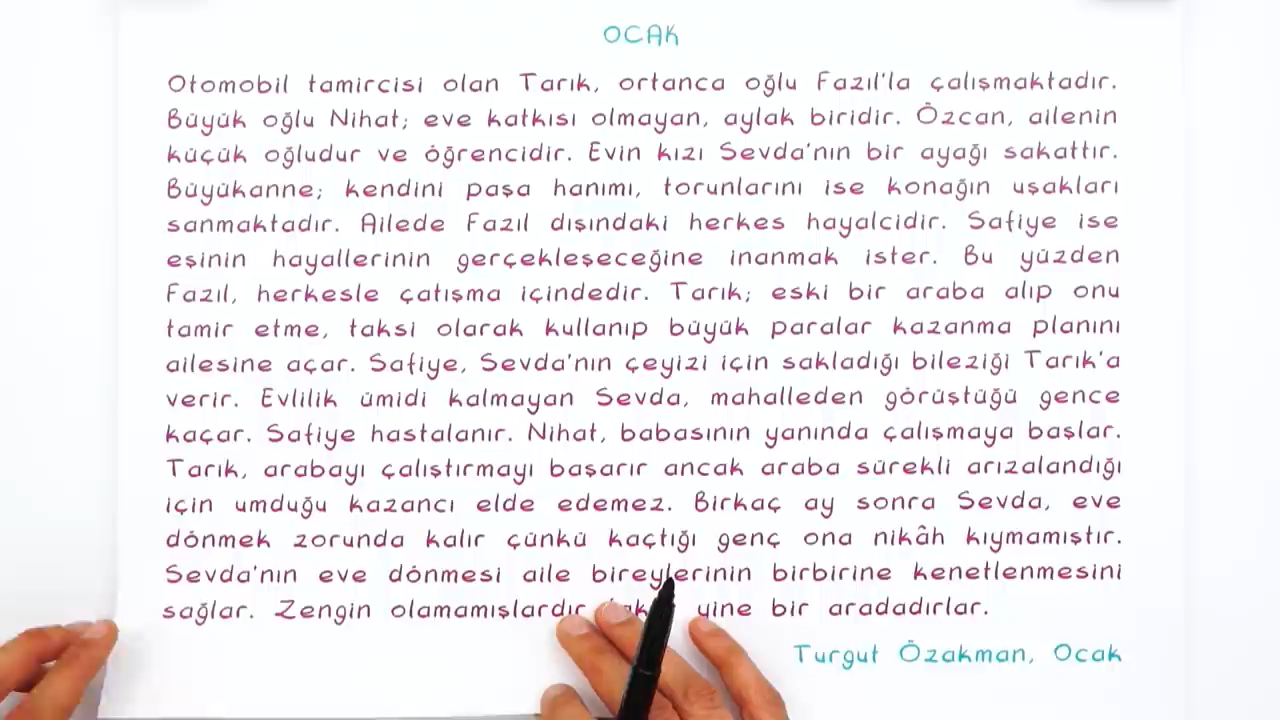 OCAK
Otomobil tamircisi olan Tarık, ortanca oğlu Fazıl'la çalışmaktadır.
Büyük oğlu Nihat; eve katkısı olmayan, aylak biridir. Özcan, ailenin
küçük oğludur ve öğrencidir. Evin kızı Sevda'nın bir ayağı sakattır.
Büyükanne; kendini paşa hanımı, torunlarını ise konağın uşakları
sanmaktadır. Ailede Fazıl dışındaki herkes hayalcidir. Safiye ise
eşinin hayallerinin gerçekleşeceğine inanmak ister. Bu yüzden
Fazıl, herkesle çatışma içindedir. Tarık; eski bir araba alıp onu
tamir etme, taksi olarak kullanıp büyük paralar kazanma planını
ailesine açar. Safiye, Sevda'nın çeyizi için sakladığı bileziği Tarık'a
verir. Evlilik ümidi kalmayan Sevda, mahalleden görüştüğü gence
kaçar. Safiye hastalanır. Nihat, babasının yanında çalışmaya başlar.
Tarık, arabayı çalıştırmayı başarır ancak araba sürekli arızalandığı
için umduğu kazancı elde edemez. Birkaç ay sonra Sevda, eve
dönmek zorunda kalır çünkü kaçtığı genç ona nikâh kıymamıştır.
Sevda'nın eve dönmesi aile bireylerinin birbirine kenetlenmesini
sağlar. Zengin olamamışlardır yine bir aradadırlar.
Turgut Özakman, Ocak